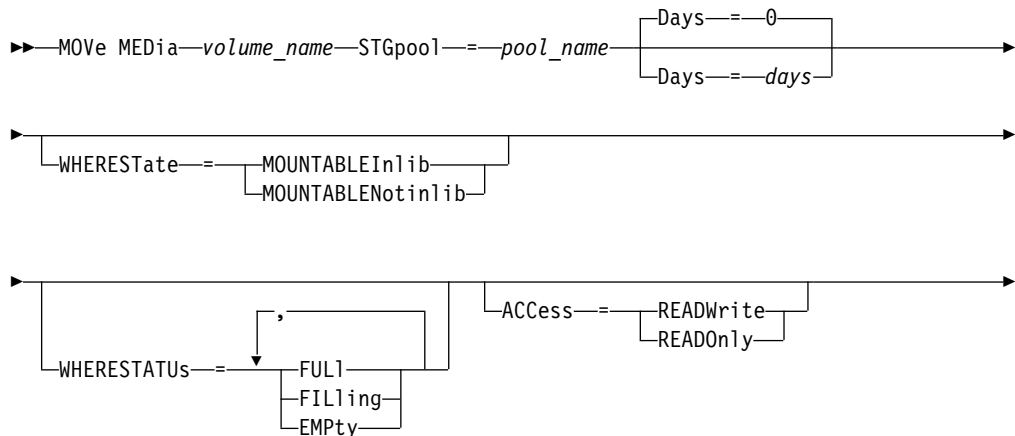 Days = 0
MOVe MEDia volume_name STGpool = pool_name
Days = days
WHERESTate = MOUNTABLEInlib
MOUNTABLENotinlib
,
ACCess = READWrite
READOnly
WHERESTATUs = FULl
FILling
EMPty